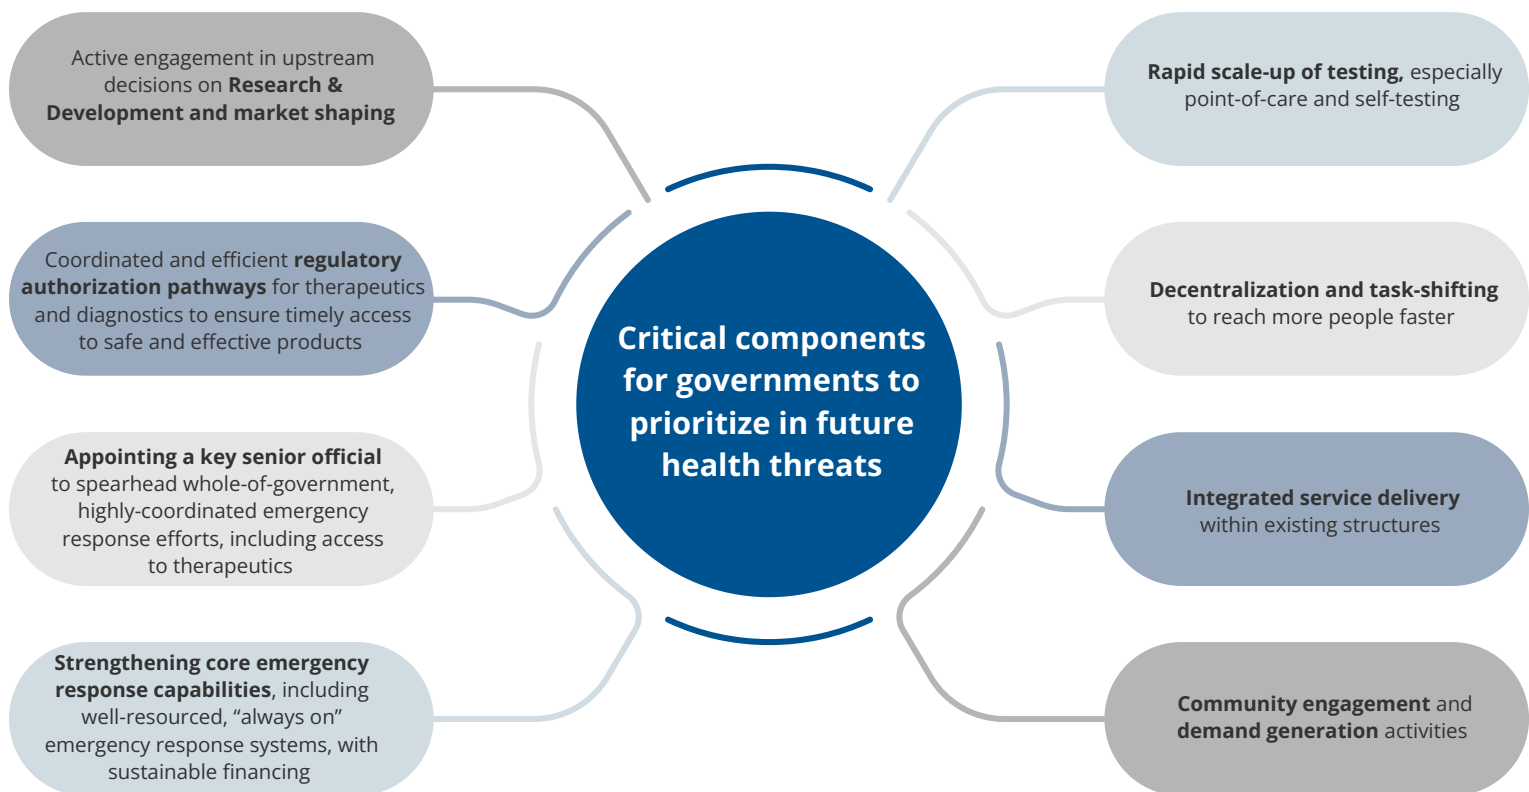 Active engagement in upstream
decisions on Research &
Development and market shaping
Coordinated and efficient regulatory
authorization pathways for therapeutics
and diagnostics to ensure timely access
to safe and effective products
Appointing a key senior official
to spearhead whole-of-government,
highly-coordinated emergency
response efforts, including access
to therapeutics
Strengthening core emergency
response capabilities, including
well-resourced, “always on”
emergency response systems, with
sustainable financing
Critical components
for governments to
prioritize in future
health threats
Rapid scale-up of testing, especially
point-of-care and self-testing
Decentralization and task-shifting
to reach more people faster
Integrated service delivery
within existing structures
Community engagement and
demand generation activities